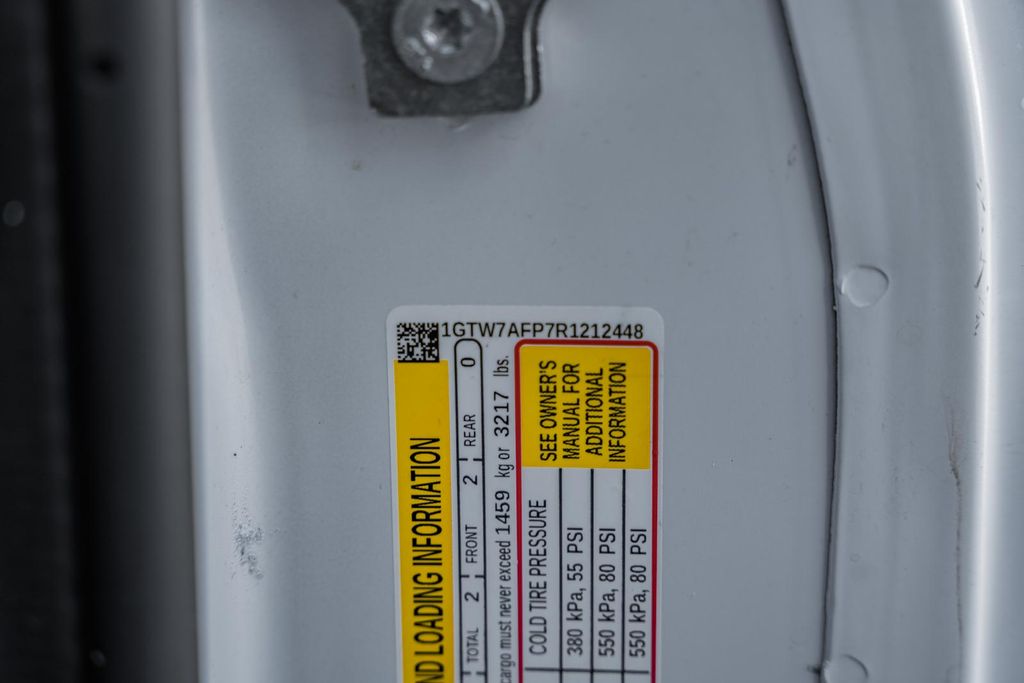 1GTW7AFP7R1212448
ND LOADING INFORMATION
TOTAL 2 FRONT 2 REAR 0
cargo must never exceed 1459 kg or 3217 lbs.
COLD TIRE PRESSURE
380 kPa, 55 PSI
550 kPa, 80 PSI
550 kPa, 80 PSI
SEE OWNER'S
MANUAL FOR
ADDITIONAL
INFORMATION